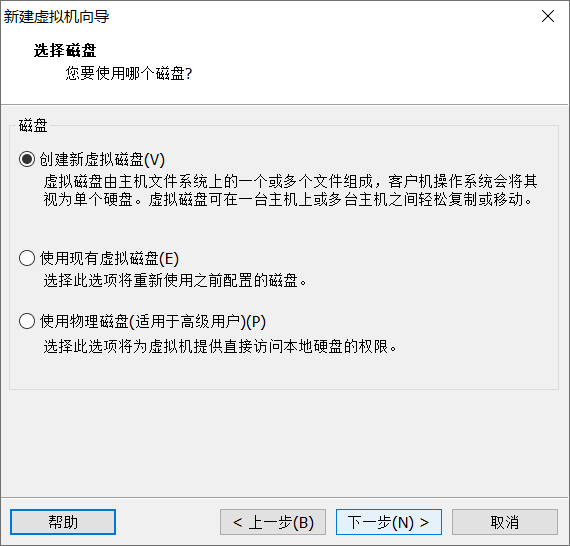 新建虚拟机向导
选择磁盘
您要使用哪个磁盘?
磁盘
创建新虚拟磁盘(V)
虚拟磁盘由主机文件系统上的一个或多个文件组成，客户机操作系统会将其
视为单个硬盘。虚拟磁盘可在一台主机上或多台主机之间轻松复制或移动。
使用现有虚拟磁盘(E)
选择此选项将重新使用之前配置的磁盘。
使用物理磁盘(适用于高级用户)(P)
选择此选项将为虚拟机提供直接访问本地硬盘的权限。
帮助
< 上一步(B)
下一步(N) >
取消